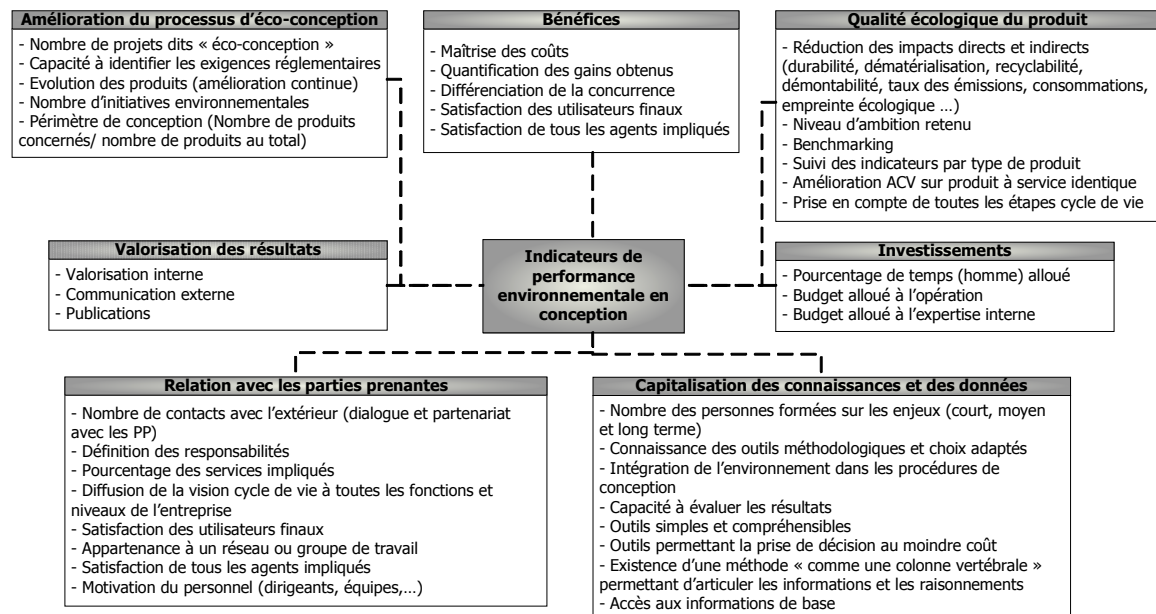 Amélioration du processus d'éco-conception
- Nombre de projets dits « éco-conception »
- Capacité à identifier les exigences réglementaires
- Evolution des produits (amélioration continue)
- Nombre d'initiatives environnementales
- Périmètre de conception (Nombre de produits
concernés/ nombre de produits au total)
Bénéfices
- Maîtrise des coûts
- Quantification des gains obtenus
- Différenciation de la concurrence
- Satisfaction des utilisateurs finaux
- Satisfaction de tous les agents impliqués
Qualité écologique du produit
- Réduction des impacts directs et indirects
(durabilité, dématérialisation, recyclabilité,
démontabilité, taux des émissions, consommations,
empreinte écologique ...)
- Niveau d'ambition retenu
- Benchmarking
- Suivi des indicateurs par type de produit
- Amélioration ACV sur produit à service identique
- Prise en compte de toutes les étapes cycle de vie
Valorisation des résultats
- Valorisation interne
- Communication externe
- Publications
Indicateurs de
performance
environnementale en
conception
Investissements
- Pourcentage de temps (homme) alloué
- Budget alloué à l'opération
- Budget alloué à l'expertise interne
Relation avec les parties prenantes
- Nombre de contacts avec l'extérieur (dialogue et partenariat
avec les PP)
- Définition des responsabilités
- Pourcentage des services impliqués
- Diffusion de la vision cycle de vie à toutes les fonctions et
niveaux de l'entreprise
- Satisfaction des utilisateurs finaux
- Appartenance à un réseau ou groupe de travail
- Satisfaction de tous les agents impliqués
- Motivation du personnel (dirigeants, équipes,...)
Capitalisation des connaissances et des données
- Nombre des personnes formées sur les enjeux (court, moyen
et long terme)
- Connaissance des outils méthodologiques et choix adaptés
- Intégration de l'environnement dans les procédures de
conception
- Capacité à évaluer les résultats
- Outils simples et compréhensibles
- Outils permettant la prise de décision au moindre coût
- Existence d'une méthode « comme une colonne vertébrale »
permettant d'articuler les informations et les raisonnements
- Accès aux informations de base